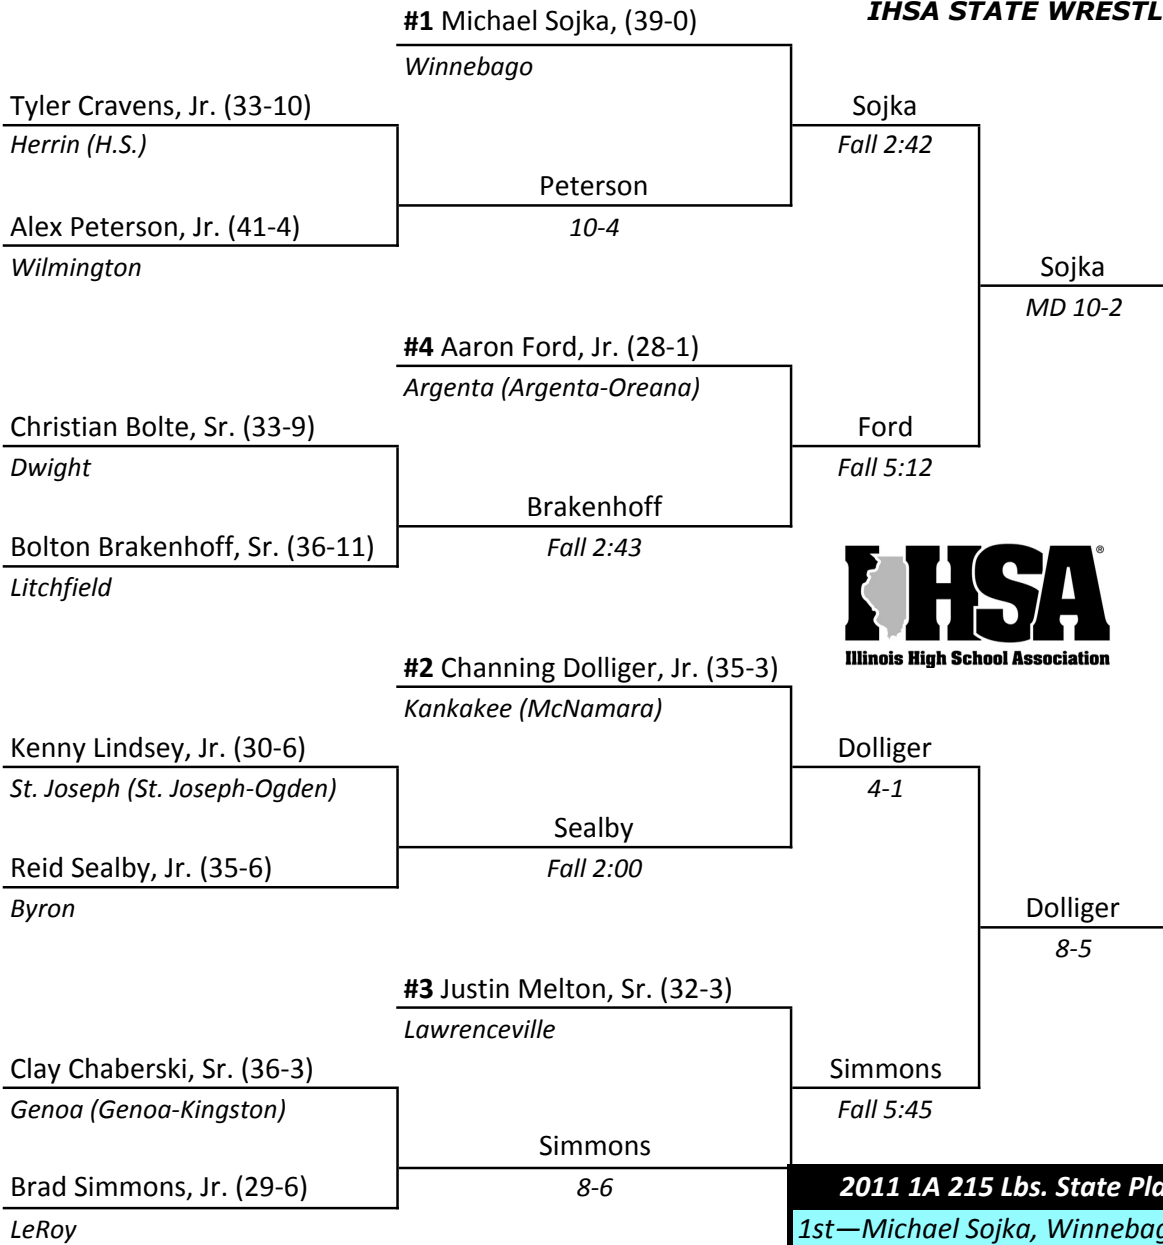 IHSA STATE WRESTL
#1 Michael Sojka, (39-0)
Winnebago
Tyler Cravens, Jr. (33-10)
Herrin (H.S.)
Sojka
Fall 2:42
Peterson
10-4
Alex Peterson, Jr. (41-4)
Wilmington
Sojka
MD 10-2
#4 Aaron Ford, Jr. (28-1)
Argenta (Argenta-Oreana)
Christian Bolte, Sr. (33-9)
Dwight
Ford
Fall 5:12
Brakenhoff
Fall 2:43
Bolton Brakenhoff, Sr. (36-11)
Litchfield
IHSA®
Illinois High School Association
#2 Channing Dolliger, Jr. (35-3)
Kankakee (McNamara)
Kenny Lindsey, Jr. (30-6)
St. Joseph (St. Joseph-Ogden)
Dolliger
4-1
Sealby
Fall 2:00
Reid Sealby, Jr. (35-6)
Byron
Dolliger
8-5
#3 Justin Melton, Sr. (32-3)
Lawrenceville
Clay Chaberski, Sr. (36-3)
Genoa (Genoa-Kingston)
Simmons
Fall 5:45
Simmons
8-6
Brad Simmons, Jr. (29-6)
LeRoy
2011 1A 215 Lbs. State Pla
1st—Michael Sojka, Winnebag